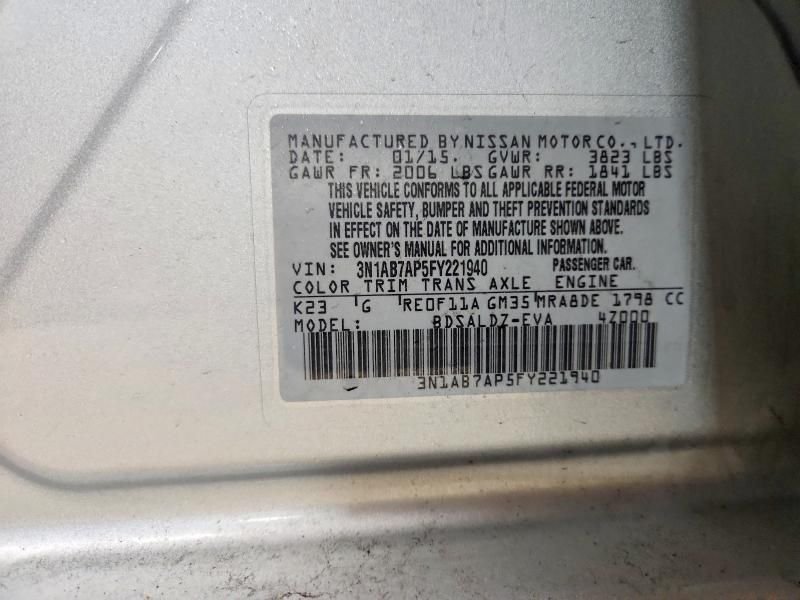 MANUFACTURED BY NISSAN MOTOR CO., LTD.
DATE: 01/15. GVWR: 3823 LBS
GAWR FR: 2006 LBS GAWR RR: 1841 LBS
THIS VEHICLE CONFORMS TO ALL APPLICABLE FEDERAL MOTOR
VEHICLE SAFETY, BUMPER AND THEFT PREVENTION STANDARDS
IN EFFECT ON THE DATE OF MANUFACTURE SHOWN ABOVE.
SEE OWNER'S MANUAL FOR ADDITIONAL INFORMATION.
VIN: 3N1AB7AP5FY221940 PASSENGER CAR.
COLOR TRIM TRANS AXLE ENGINE
K23 G RE0F11A GM35 MRA8DE 1798 CC
MODEL: BDSALDZ-EVA 4Z000
3N1AB7AP5FY221940